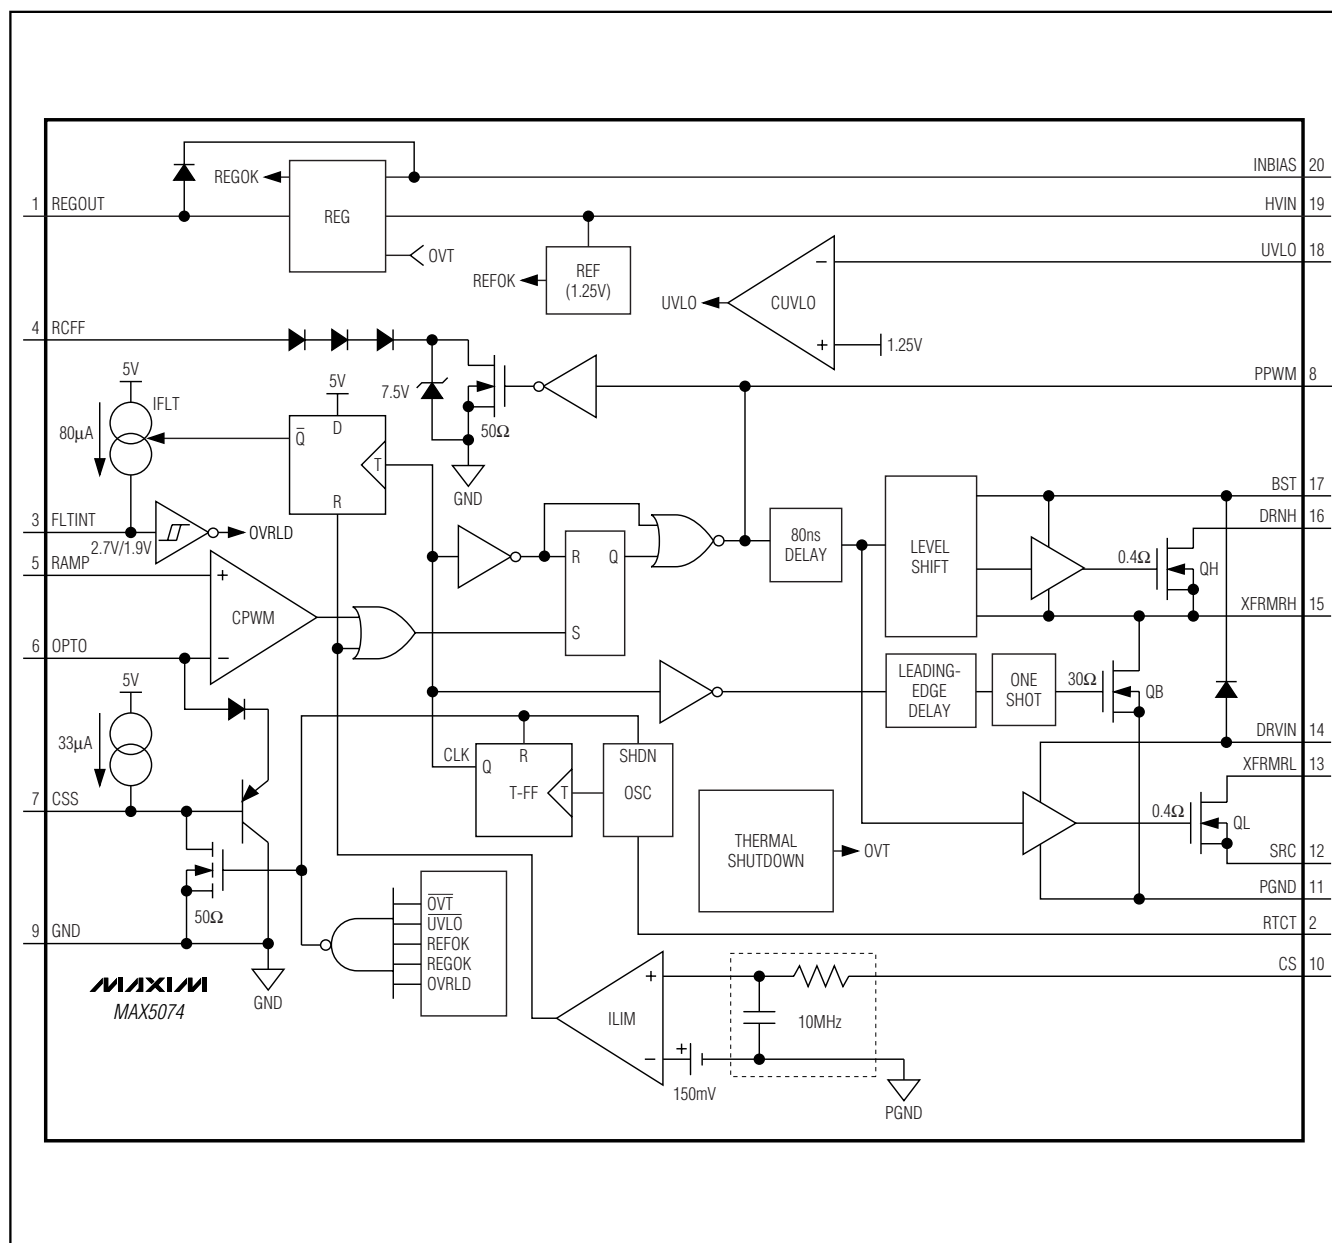 INBIAS 20
REGOK
REG
1 REGOUT
HVIN 19
OVT
UVLO 18
REFOK
REF
(1.25V)
UVLO
CUVLO
−
+
1.25V
4 RCFF
5V
IFLT
80µA
5V
7.5V
PPWM 8
Q̅
D
T
R
50Ω
GND
BST 17
3 FLTINT
2.7V/1.9V
OVRLD
DRNH 16
R
Q
S
80ns
DELAY
LEVEL
SHIFT
0.4Ω
QH
5 RAMP
+
CPWM
−
XFRMRH 15
6 OPTO
5V
33µA
LEADING-
EDGE
DELAY
ONE
SHOT
30Ω
QB
DRVIN 14
CLK
Q
R
T-FF
T
SHDN
OSC
XFRMRL 13
7 CSS
THERMAL
SHUTDOWN
OVT
0.4Ω
QL
SRC 12
50Ω
PGND 11
9 GND
O̅V̅T̅
U̅V̅L̅O̅
REFOK
REGOK
OVRLD
RTCT 2
CS 10
MAXIM
MAX5074
GND
+
ILIM
−
+
150mV
10MHz
PGND